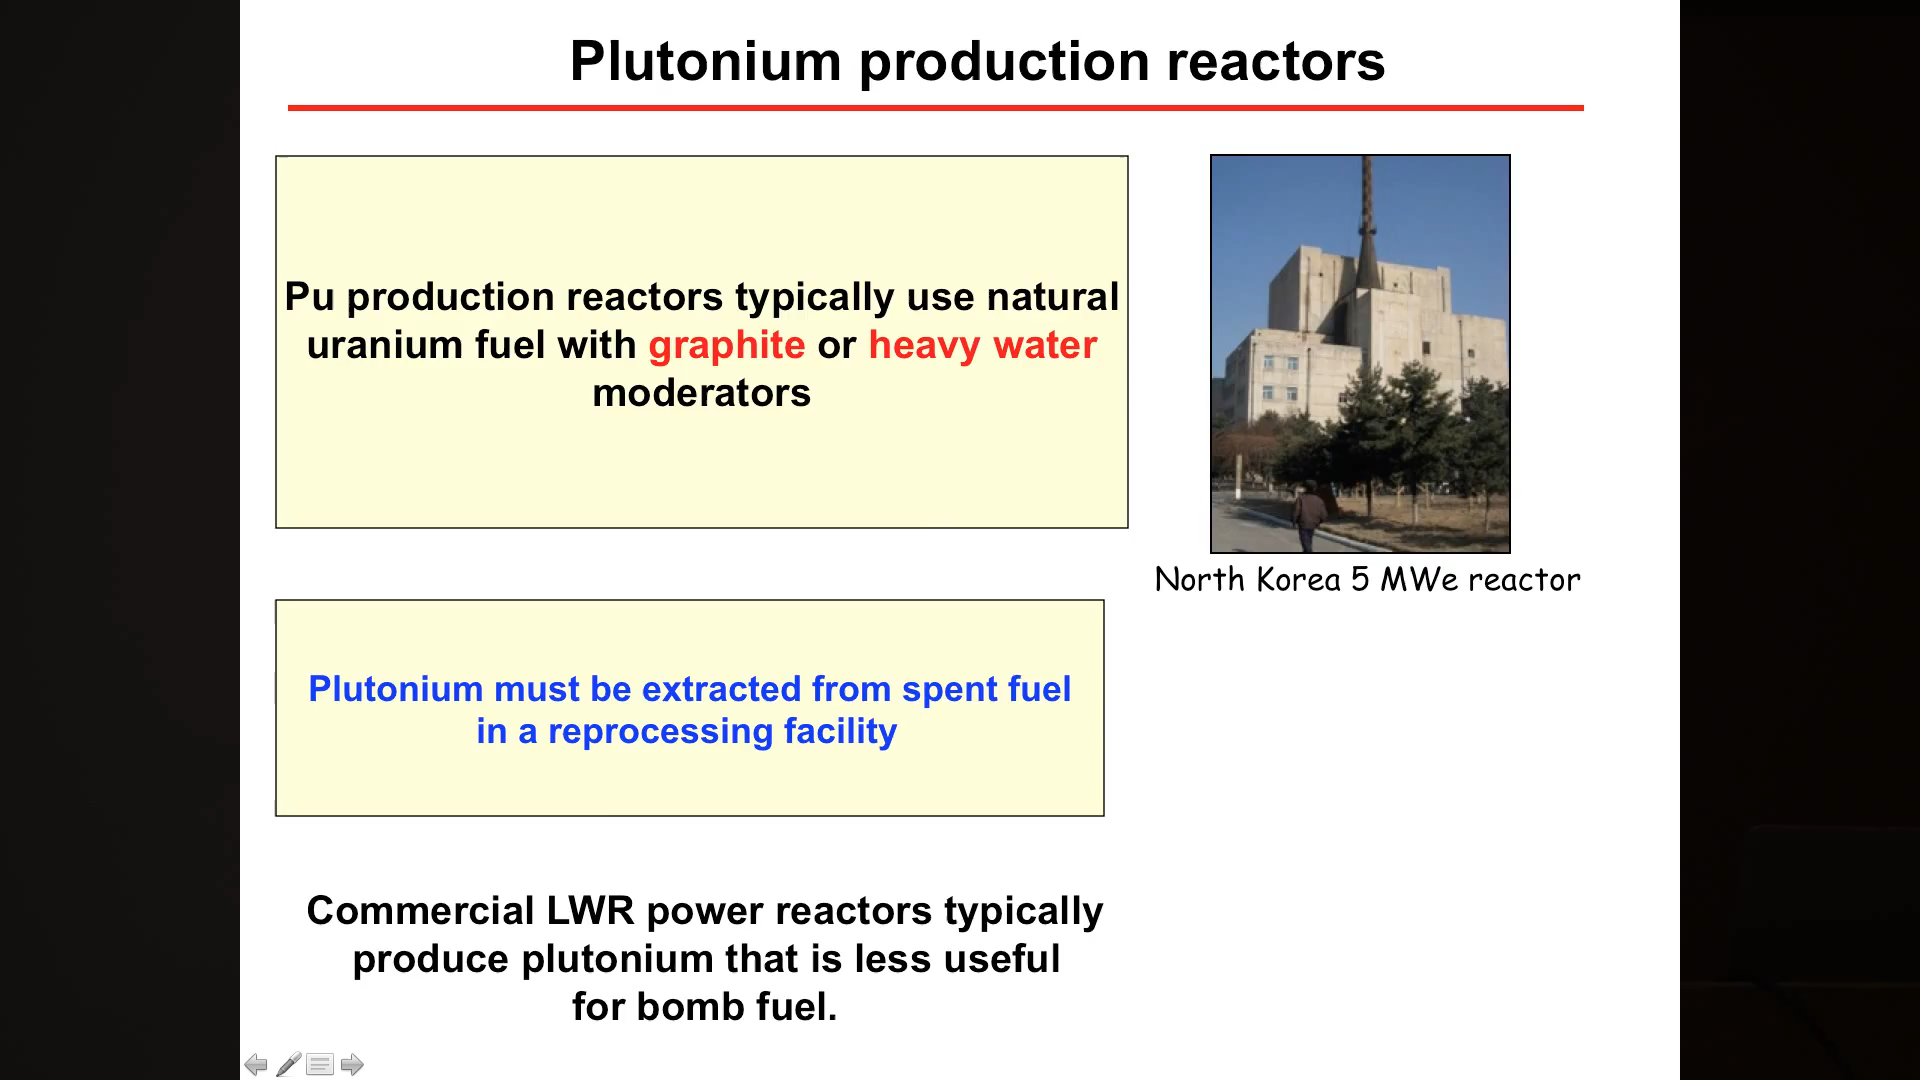 Plutonium production reactors
Pu production reactors typically use natural
uranium fuel with graphite or heavy water
moderators
North Korea 5 MWe reactor
Plutonium must be extracted from spent fuel
in a reprocessing facility
Commercial LWR power reactors typically
produce plutonium that is less useful
for bomb fuel.